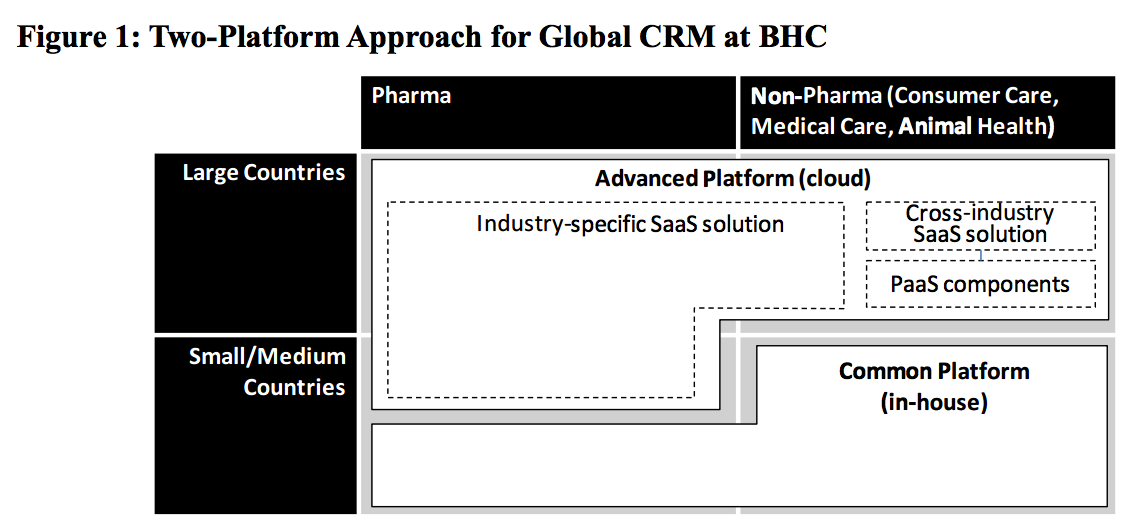 Figure 1: Two-Platform Approach for Global CRM at BHC
Pharma
Non-Pharma (Consumer Care,
Medical Care, Animal Health)
Large Countries
Advanced Platform (cloud)
Industry-specific SaaS solution
Cross-industry
SaaS solution
PaaS components
Small/Medium
Countries
Common Platform
(in-house)